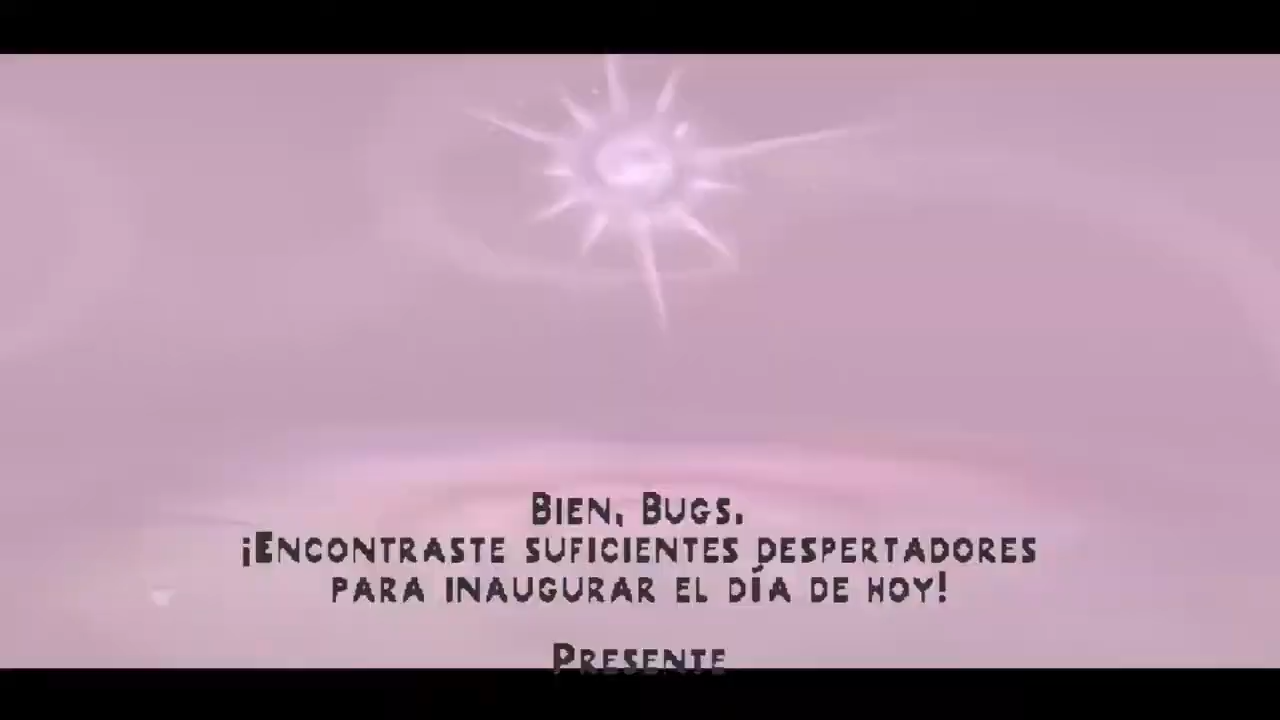 Bien, Bugs.
¡Encontraste suficientes despertadores
para inaugurar el día de hoy!
Presente